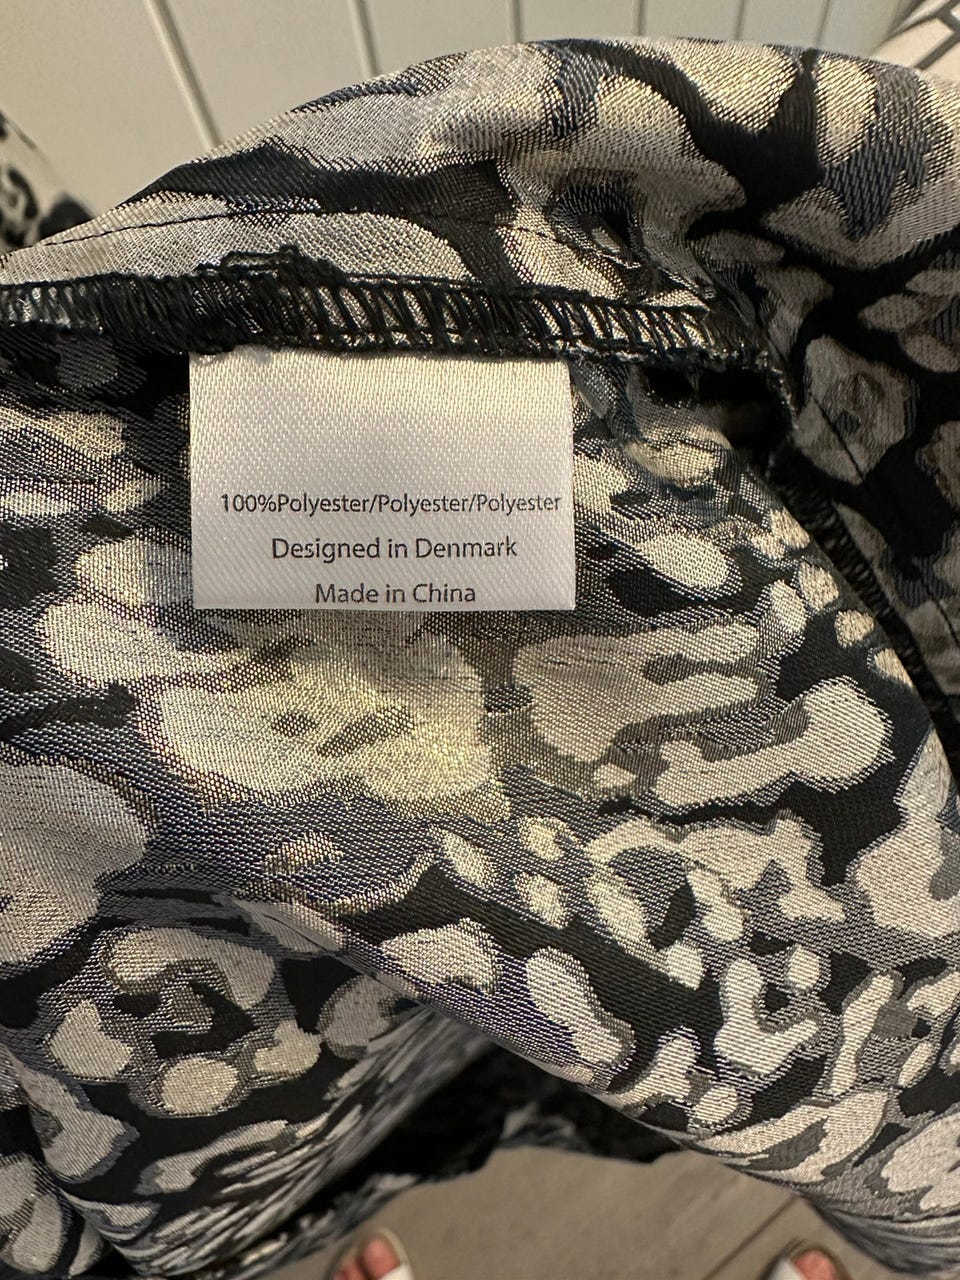 100%Polyester/Polyester/Polyester
Designed in Denmark
Made in China